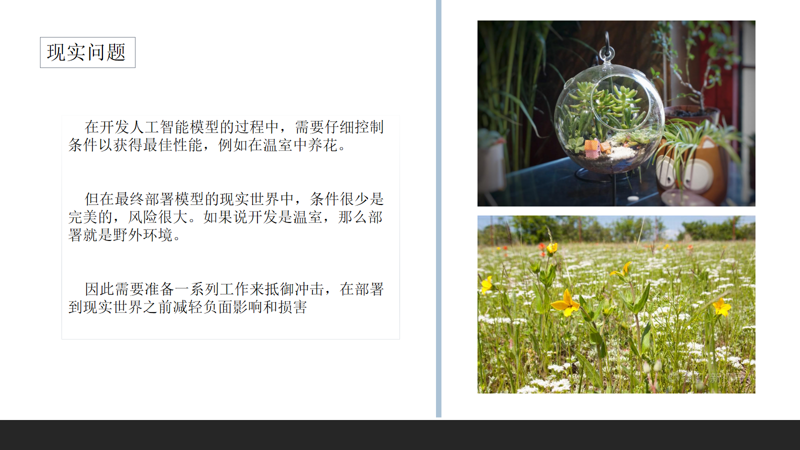 现实问题
在开发人工智能模型的过程中，需要仔细控制
条件以获得最佳性能，例如在温室中养花。
但在最终部署模型的现实世界中，条件很少是
完美的，风险很大。如果说开发是温室，那么部
署就是野外环境。
因此需要准备一系列工作来抵御冲击，在部署
到现实世界之前减轻负面影响和损害